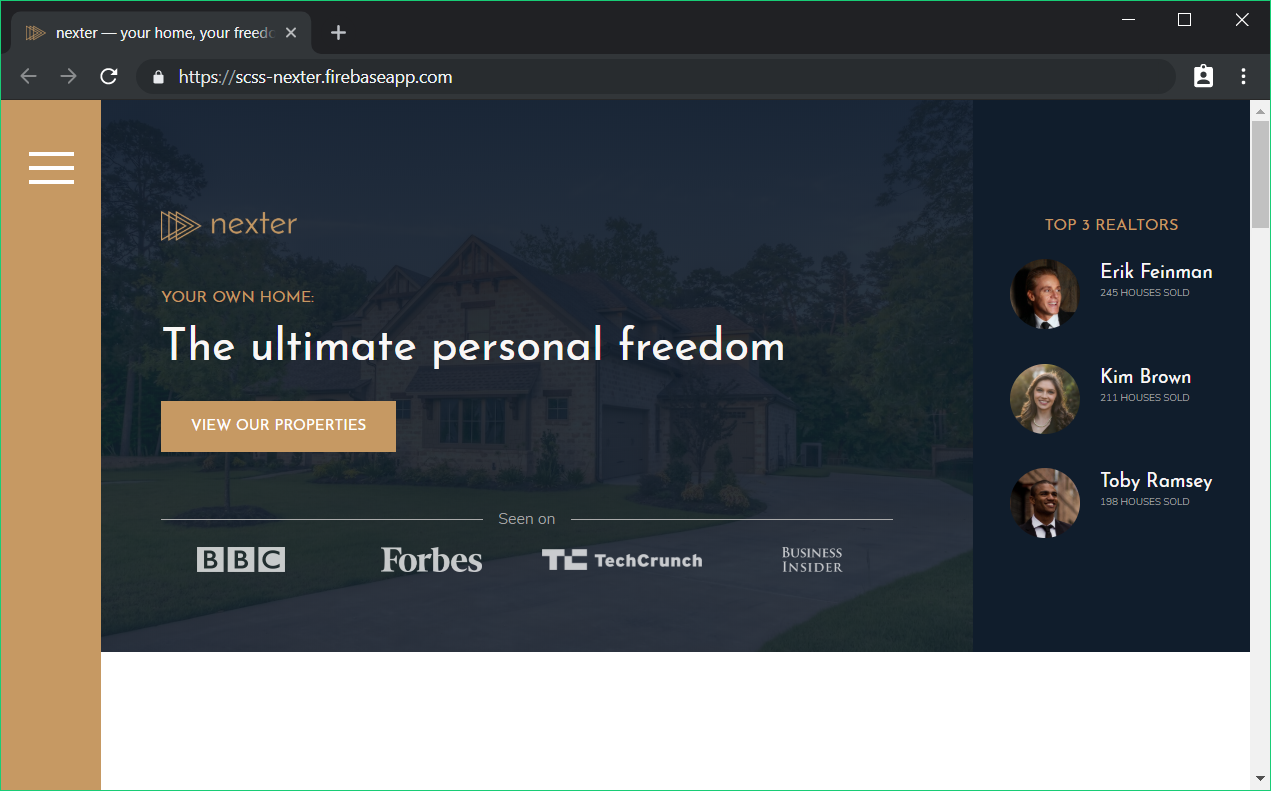 nexter — your home, your freed
https://scss-nexter.firebaseapp.com
nexter
YOUR OWN HOME:
The ultimate personal freedom
VIEW OUR PROPERTIES
Seen on
BBC
Forbes
TC TechCrunch
BUSINESS
INSIDER
TOP 3 REALTORS
Erik Feinman
245 HOUSES SOLD
Kim Brown
211 HOUSES SOLD
Toby Ramsey
198 HOUSES SOLD